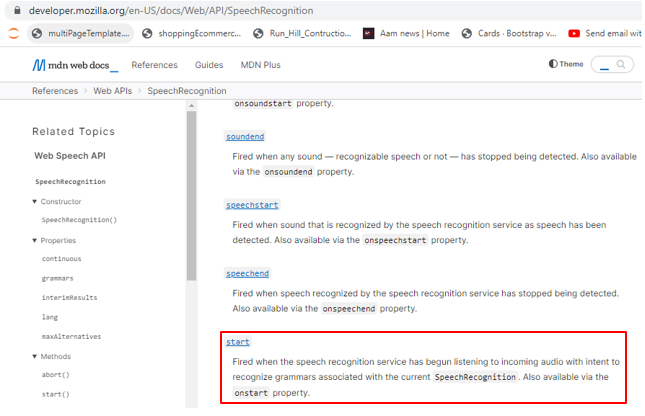 developer.mozilla.org/en-US/docs/Web/API/SpeechRecognition
multiPageTemplate.... shoppingEcommerc... Run_Hill_Contructio... Aam news | Home Cards · Bootstrap v... Send email wit
mdn web docs_ References Guides MDN Plus Theme
References Web APIs SpeechRecognition
onsoundstart property.
Related Topics
Web Speech API
SpeechRecognition
Constructor
SpeechRecognition()
Properties
continuous
grammars
interimResults
lang
maxAlternatives
Methods
abort()
start()
soundend
Fired when any sound — recognizable speech or not — has stopped being detected. Also available
via the onsoundend property.
speechstart
Fired when sound that is recognized by the speech recognition service as speech has been
detected. Also available via the onspeechstart property.
speechend
Fired when speech recognized by the speech recognition service has stopped being detected.
Also available via the onspeechend property.
start
Fired when the speech recognition service has begun listening to incoming audio with intent to
recognize grammars associated with the current SpeechRecognition. Also available via the
onstart property.